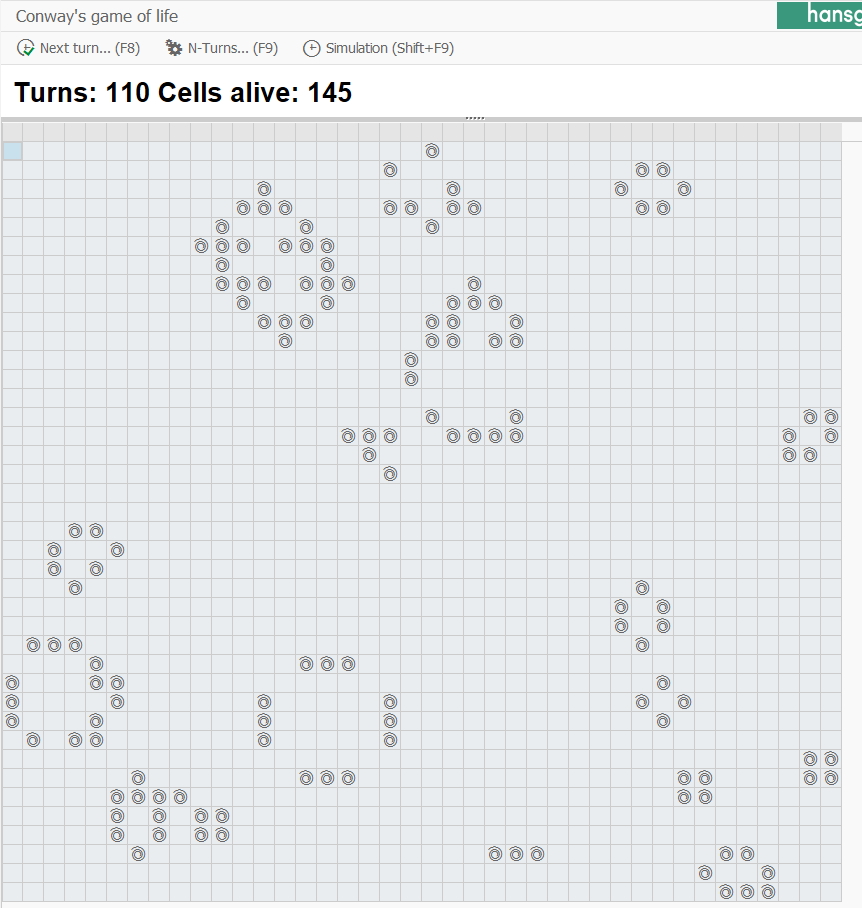 Conway's game of life
hansg
Next turn... (F8) N-Turns... (F9) Simulation (Shift+F9)
Turns: 110 Cells alive: 145